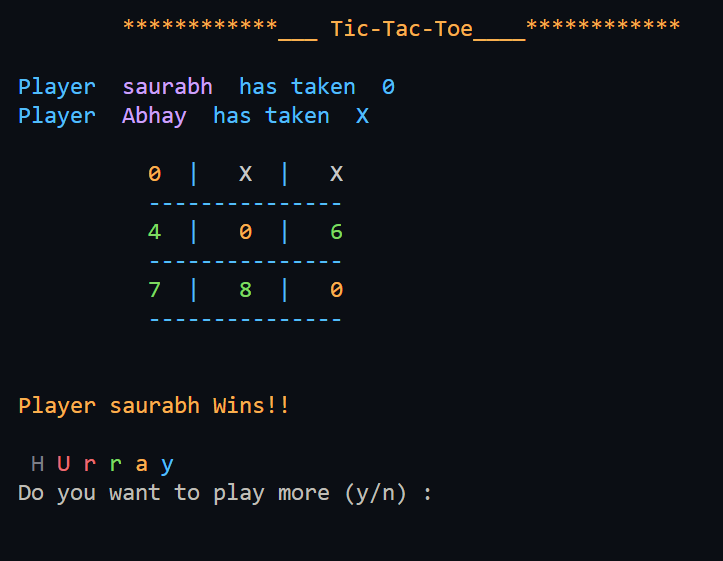 ************___ Tic-Tac-Toe____************
Player  saurabh  has taken  0
Player  Abhay  has taken  X
0  |   X  |   X
---------------
4  |   0  |   6
---------------
7  |   8  |   0
---------------
Player saurabh Wins!!
H U r r a y
Do you want to play more (y/n) :